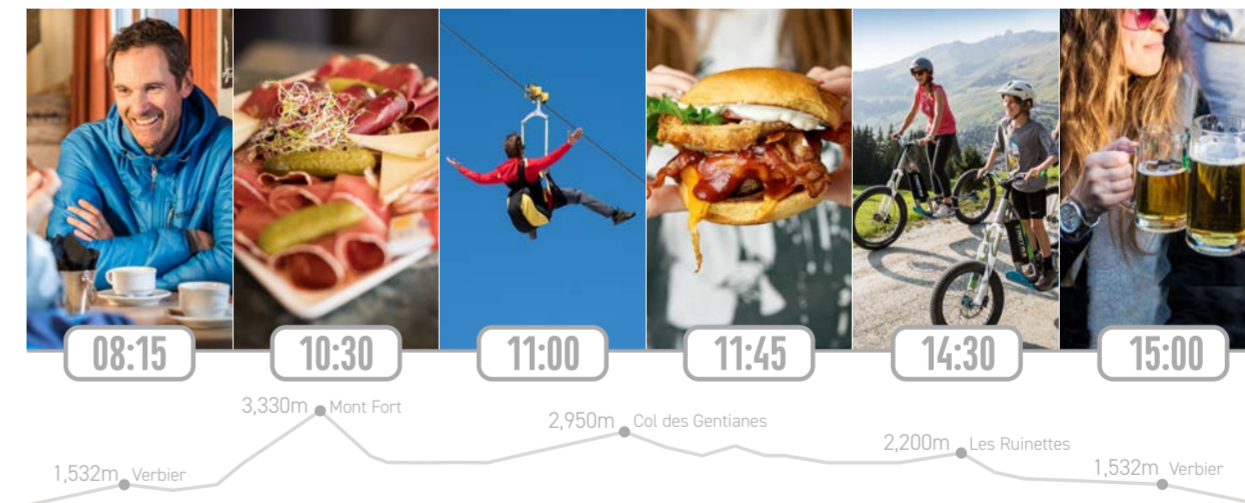 08:15
10:30
11:00
11:45
14:30
15:00
3,330m Mont Fort
2,950m Col des Gentianes
2,200m Les Ruinettes
1,532m Verbier
1,532m Verbier